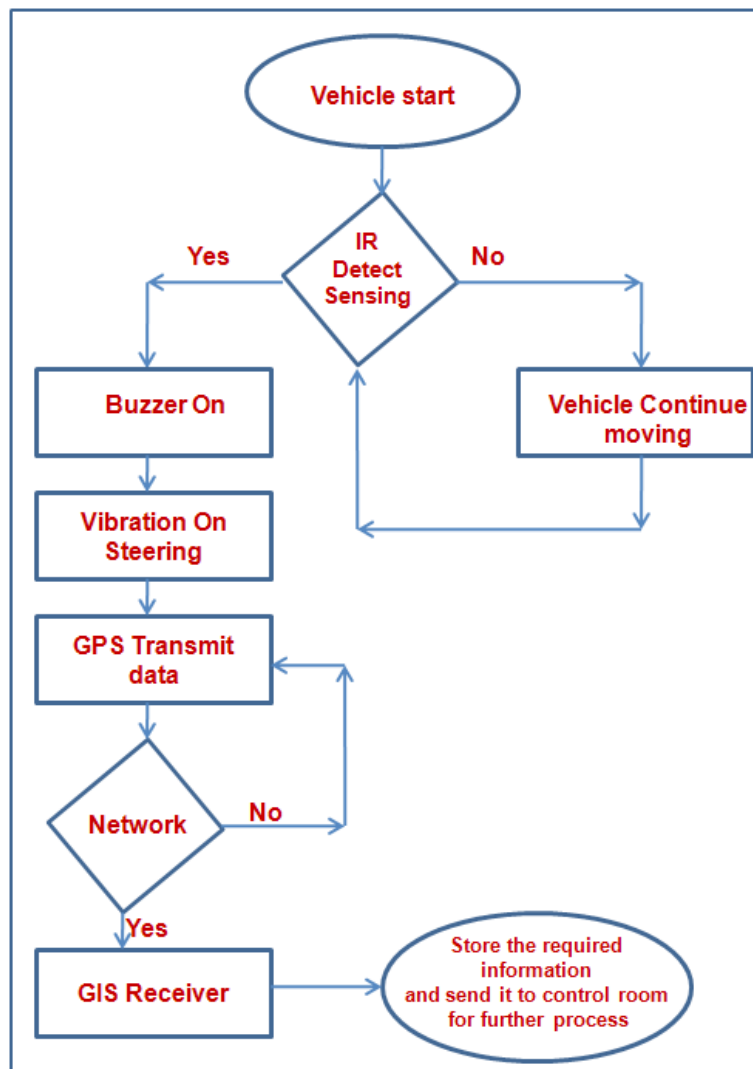 Vehicle start
IR
Detect
Sensing
Yes
No
Buzzer On
Vehicle Continue
moving
Vibration On
Steering
GPS Transmit
data
Network
No
Yes
GIS Receiver
Store the required
information
and send it to control room
for further process